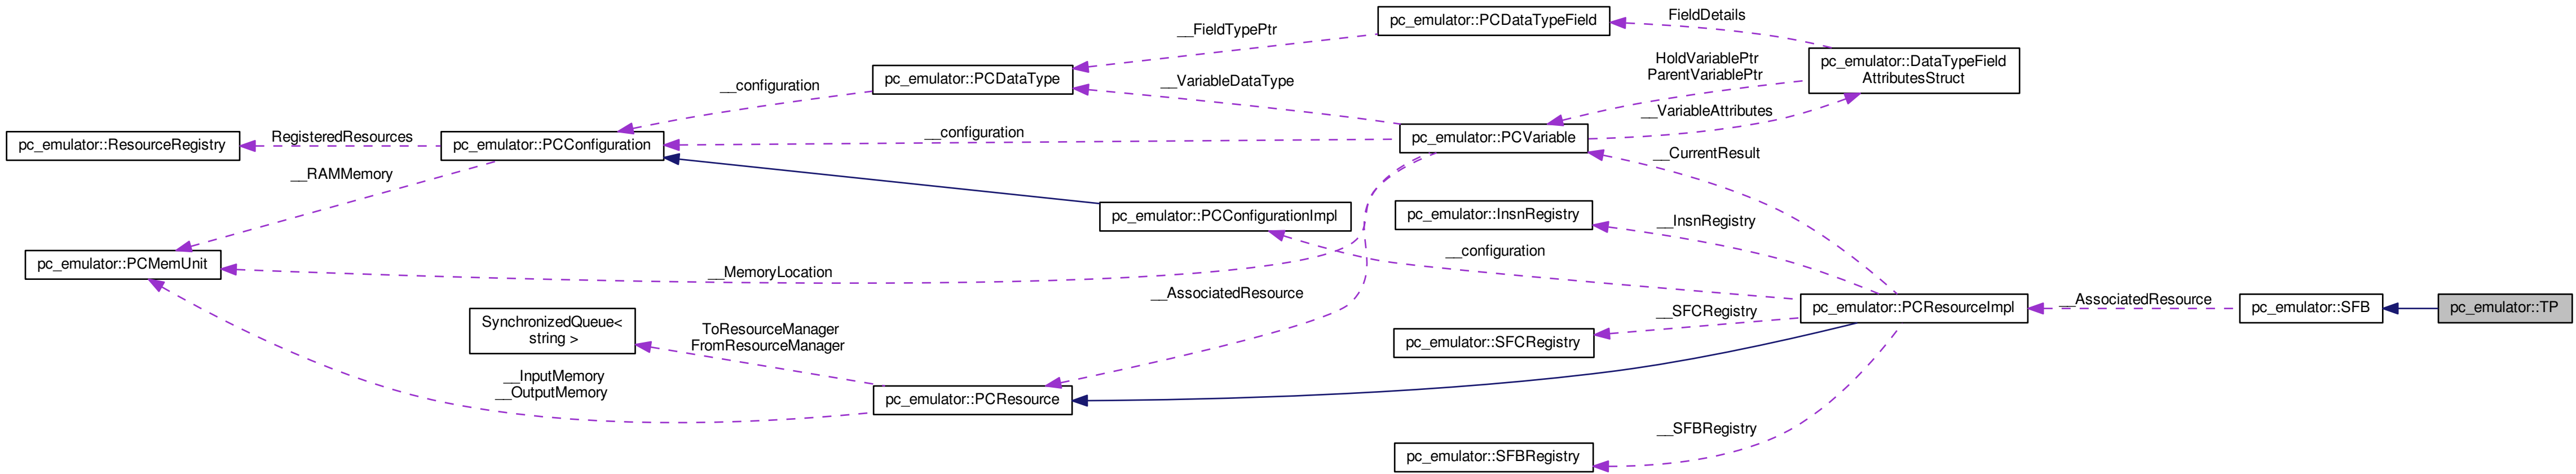 pc_emulator::PCDataTypeField
FieldDetails
__FieldTypePtr
pc_emulator::DataTypeField
AttributesStruct
HoldVariablePtr
ParentVariablePtr
pc_emulator::PCDataType
__configuration
__VariableDataType
__VariableAttributes
pc_emulator::ResourceRegistry
RegisteredResources
pc_emulator::PCConfiguration
__configuration
pc_emulator::PCVariable
__CurrentResult
__RAMMemory
pc_emulator::PCConfigurationImpl
pc_emulator::InsnRegistry
__InsnRegistry
__configuration
pc_emulator::PCMemUnit
__MemoryLocation
__AssociatedResource
pc_emulator::PCResourceImpl
__AssociatedResource
pc_emulator::SFB
pc_emulator::TP
__SFCRegistry
SynchronizedQueue<
string >
ToResourceManager
FromResourceManager
pc_emulator::SFCRegistry
__InputMemory
__OutputMemory
pc_emulator::PCResource
__SFBRegistry
pc_emulator::SFBRegistry